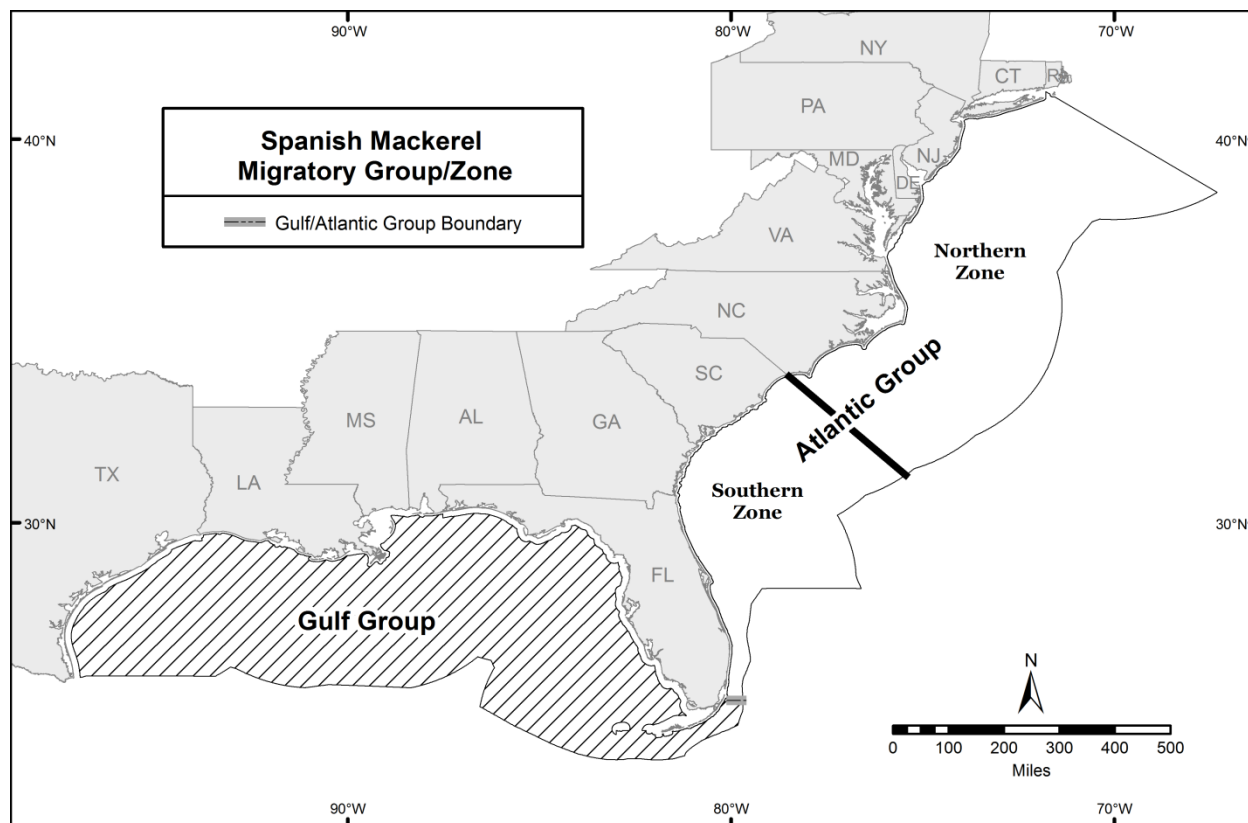 90°W
80°W
70°W
NY
CT
RI
PA
40°N
40°N
Spanish Mackerel
Migratory Group/Zone
Gulf/Atlantic Group Boundary
MD
NJ
DE
VA
Northern
Zone
NC
SC
Atlantic Group
MS
AL
GA
TX
LA
Southern
Zone
30°N
30°N
FL
Gulf Group
N
0 100 200 300 400 500
Miles
90°W
80°W
70°W